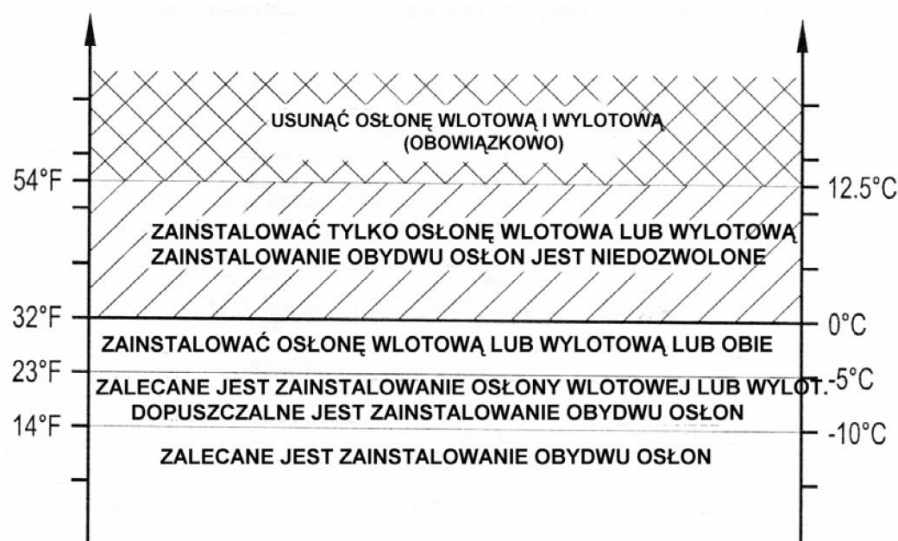 USUNĄĆ OSŁONĘ WLOTOWĄ I WYLOTOWĄ
(OBOWIĄZKOWO)
54°F
12.5°C
ZAINSTALOWAĆ TYLKO OSŁONĘ WLOTOWA LUB WYLOTOWĄ
ZAINSTALOWANIE OBYDWU OSŁON JEST NIEDOZWOLONE
32°F
0°C
ZAINSTALOWAĆ OSŁONĘ WLOTOWĄ LUB WYLOTOWĄ LUB OBIE
23°F
-5°C
ZALECANE JEST ZAINSTALOWANIE OSŁONY WLOTOWEJ LUB WYLOT.
DOPUSZCZALNE JEST ZAINSTALOWANIE OBYDWU OSŁON
14°F
-10°C
ZALECANE JEST ZAINSTALOWANIE OBYDWU OSŁON